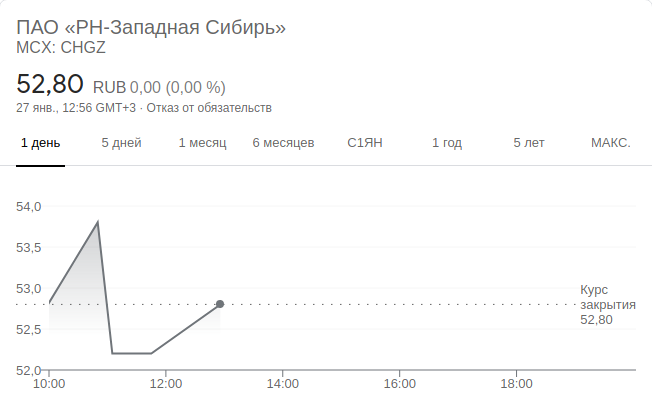 ПАО «РН-Западная Сибирь»
MCX: CHGZ
52,80 RUB 0,00 (0,00 %)
27 янв., 12:56 GMT+3 · Отказ от обязательств
1 день 5 дней 1 месяц 6 месяцев С1ЯН 1 год 5 лет МАКС.
54,0
53,5
53,0
52,5
52,0
Курс
закрытия
52,80
10:00 12:00 14:00 16:00 18:00